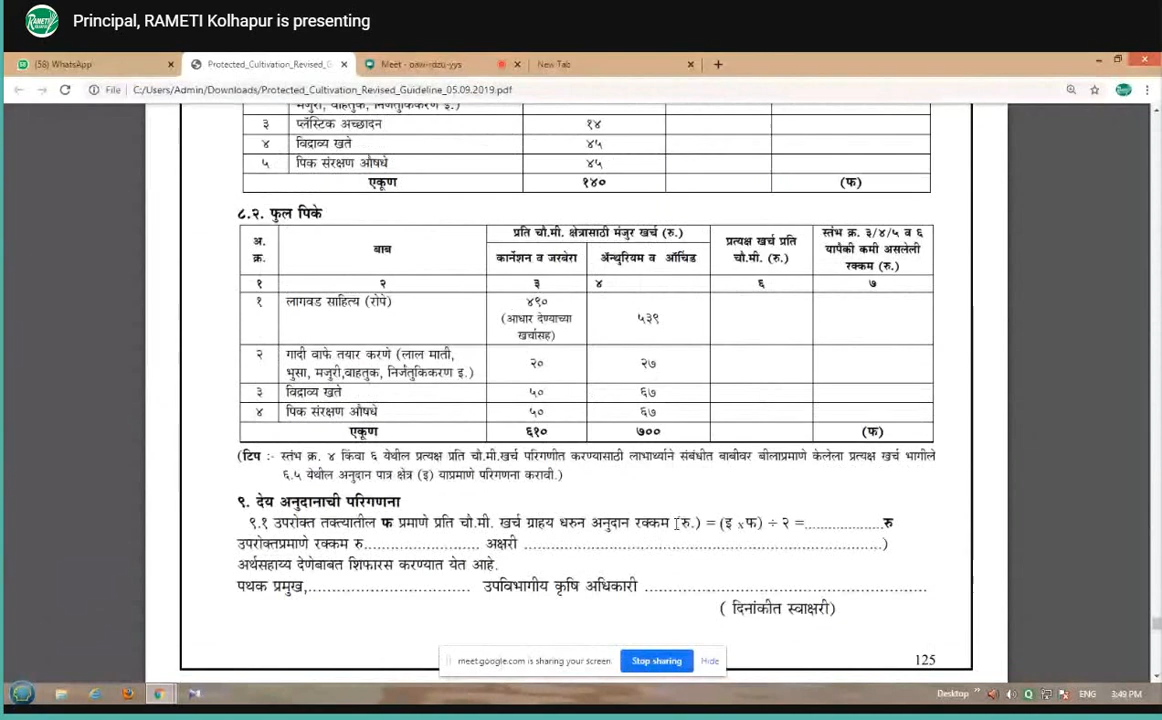 Principal, RAMETI Kolhapur is presenting
(58) WhatsApp
Protected_Cultivation_Revised_
Meet - oaw-rdzu-yys
New Tab
File C:/Users/Admin/Downloads/Protected_Cultivation_Revised_Guideline_05.09.2019.pdf
मजुरी, वाहतुक, निर्जतुकिकरण इ.)
३ प्लॅस्टिक अच्छादन १४
४ विद्राव्य खते ४५
५ पिक संरक्षण औषधे ४५
एकूण १४० (फ)
८.२. फुल पिके
अ. क्र. बाब प्रति चौ.मी. क्षेत्रासाठी मंजुर खर्च (रु.) प्रत्यक्ष खर्च प्रति चौ.मी. (रु.) स्तंभ क्र. ३/४/५ व ६ यापैकी कमी असलेली रक्कम (रु.)
कार्नेशन व जरबेरा ॲन्थुरियम व ऑर्चिड
१ २ ३ ४ ६ ७
१ लागवड साहित्य (रोपे) ४९० (आधार देण्याच्या खर्चासह) ५३९
२ गादी वाफे तयार करणे (लाल माती, भुसा, मजुरी,वाहतुक, निर्जतुकिकरण इ.) २० २७
३ विद्राव्य खते ५० ६७
४ पिक संरक्षण औषधे ५० ६७
एकूण ६१० ७०० (फ)
(टिप :- स्तंभ क्र. ४ किंवा ६ येथील प्रत्यक्ष प्रति चौ.मी.खर्च परिगणीत करण्यासाठी लाभार्थ्याने संबंधीत बाबीवर बीलाप्रमाणे केलेला प्रत्यक्ष खर्च भागीले
६.५ येथील अनुदान पात्र क्षेत्र (इ) याप्रमाणे परिगणना करावी.)
९. देय अनुदानाची परिगणना
९.१ उपरोक्त तक्त्यातील फ प्रमाणे प्रति चौ.मी. खर्च ग्राहय धरुन अनुदान रक्कम (रु.) = (इ x फ) ÷ २ =....................रु
उपरोक्तप्रमाणे रक्कम रु........................... अक्षरी ...............................................................................)
अर्थसहाय्य देणेबाबत शिफारस करण्यात येत आहे.
पथक प्रमुख,................................... उपविभागीय कृषि अधिकारी ..............................................................
( दिनांकीत स्वाक्षरी)
125
meet.google.com is sharing your screen. Stop sharing Hide
Desktop ENG 3:49 PM